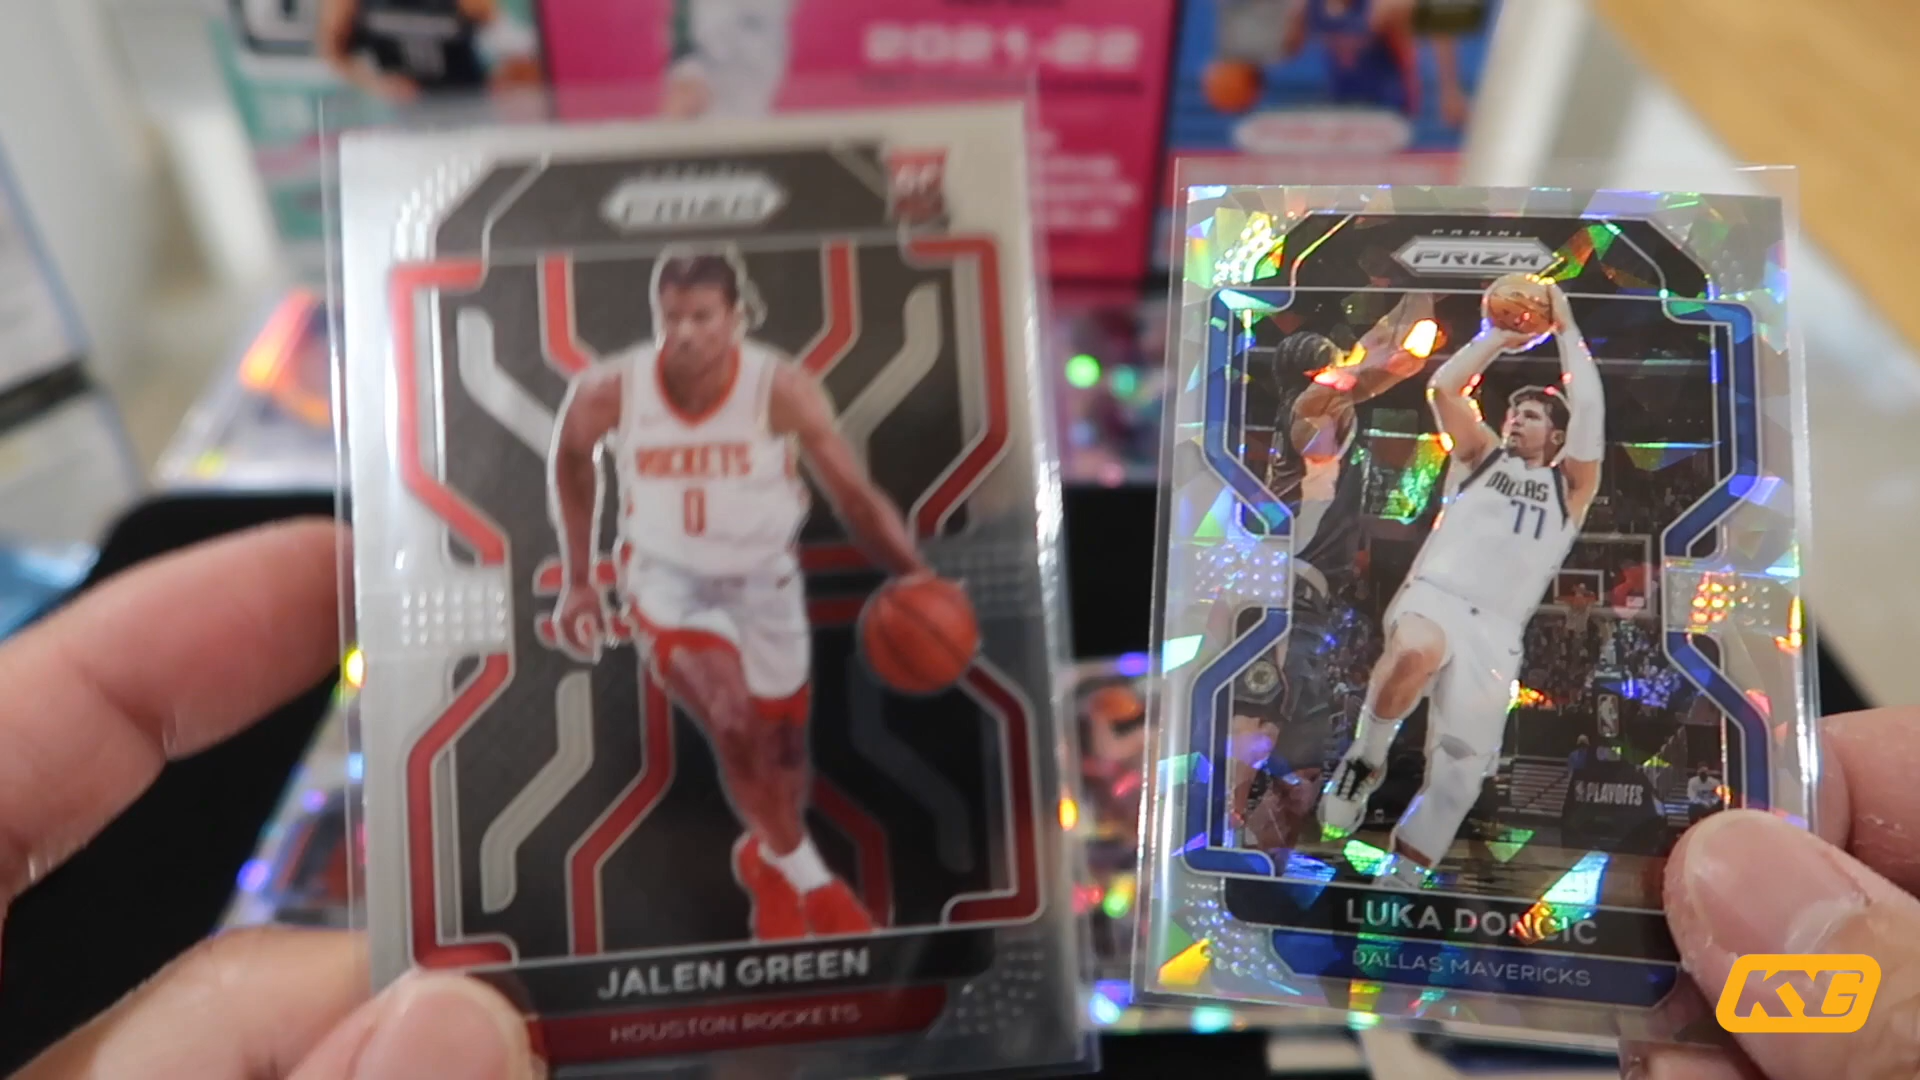 2021-22
PANINI
PRIZM
RC
ROCKETS
0
JALEN GREEN
HOUSTON ROCKETS
PANINI
PRIZM
DALLAS
77
PLAYOFFS
LUKA DONCIC
DALLAS MAVERICKS
KYG